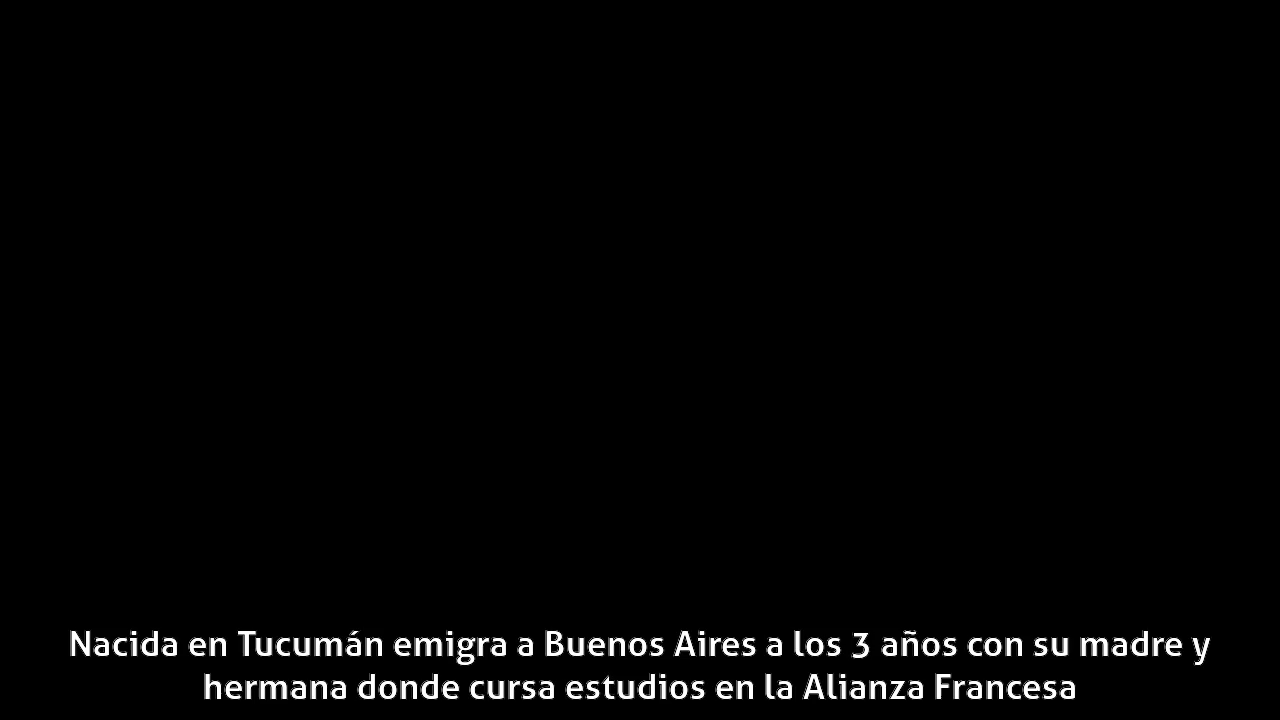 Nacida en Tucumán emigra a Buenos Aires a los 3 años con su madre y
hermana donde cursa estudios en la Alianza Francesa